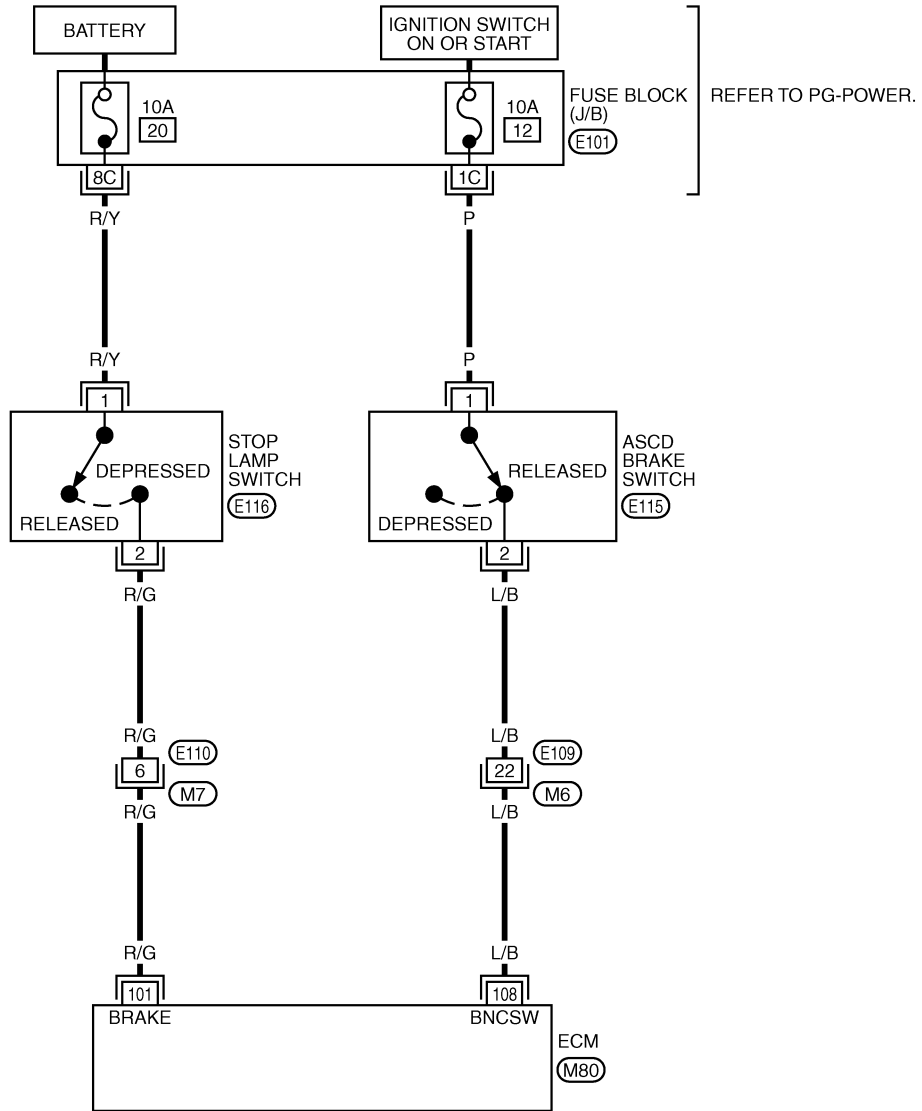 BATTERY
IGNITION SWITCH
ON OR START
10A
20
10A
12
FUSE BLOCK
(J/B)
E101
REFER TO PG-POWER.
8C
1C
R/Y
P
R/Y
P
1
1
DEPRESSED
RELEASED
STOP
LAMP
SWITCH
E116
RELEASED
DEPRESSED
ASCD
BRAKE
SWITCH
E115
2
2
R/G
L/B
R/G
L/B
6
E110
M7
22
E109
M6
R/G
L/B
R/G
L/B
101
108
BRAKE
BNCSW
ECM
M80